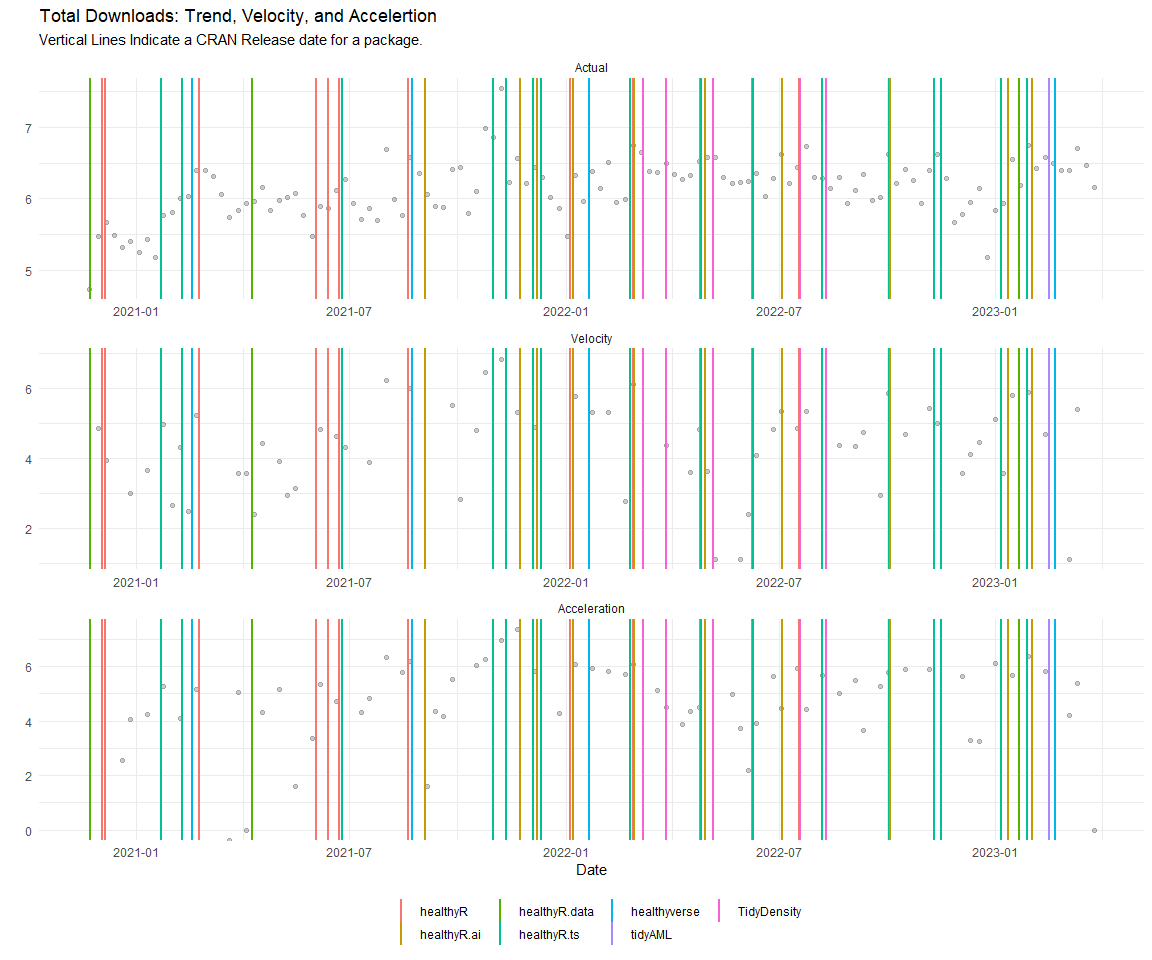 Total Downloads: Trend, Velocity, and Accelertion
Vertical Lines Indicate a CRAN Release date for a package.
Actual
7
6
5
2021-01 2021-07 2022-01 2022-07 2023-01
Velocity
6
4
2
2021-01 2021-07 2022-01 2022-07 2023-01
Acceleration
6
4
2
0
2021-01 2021-07 2022-01 2022-07 2023-01
Date
healthyR healthyR.data healthyverse TidyDensity
healthyR.ai healthyR.ts tidyAML